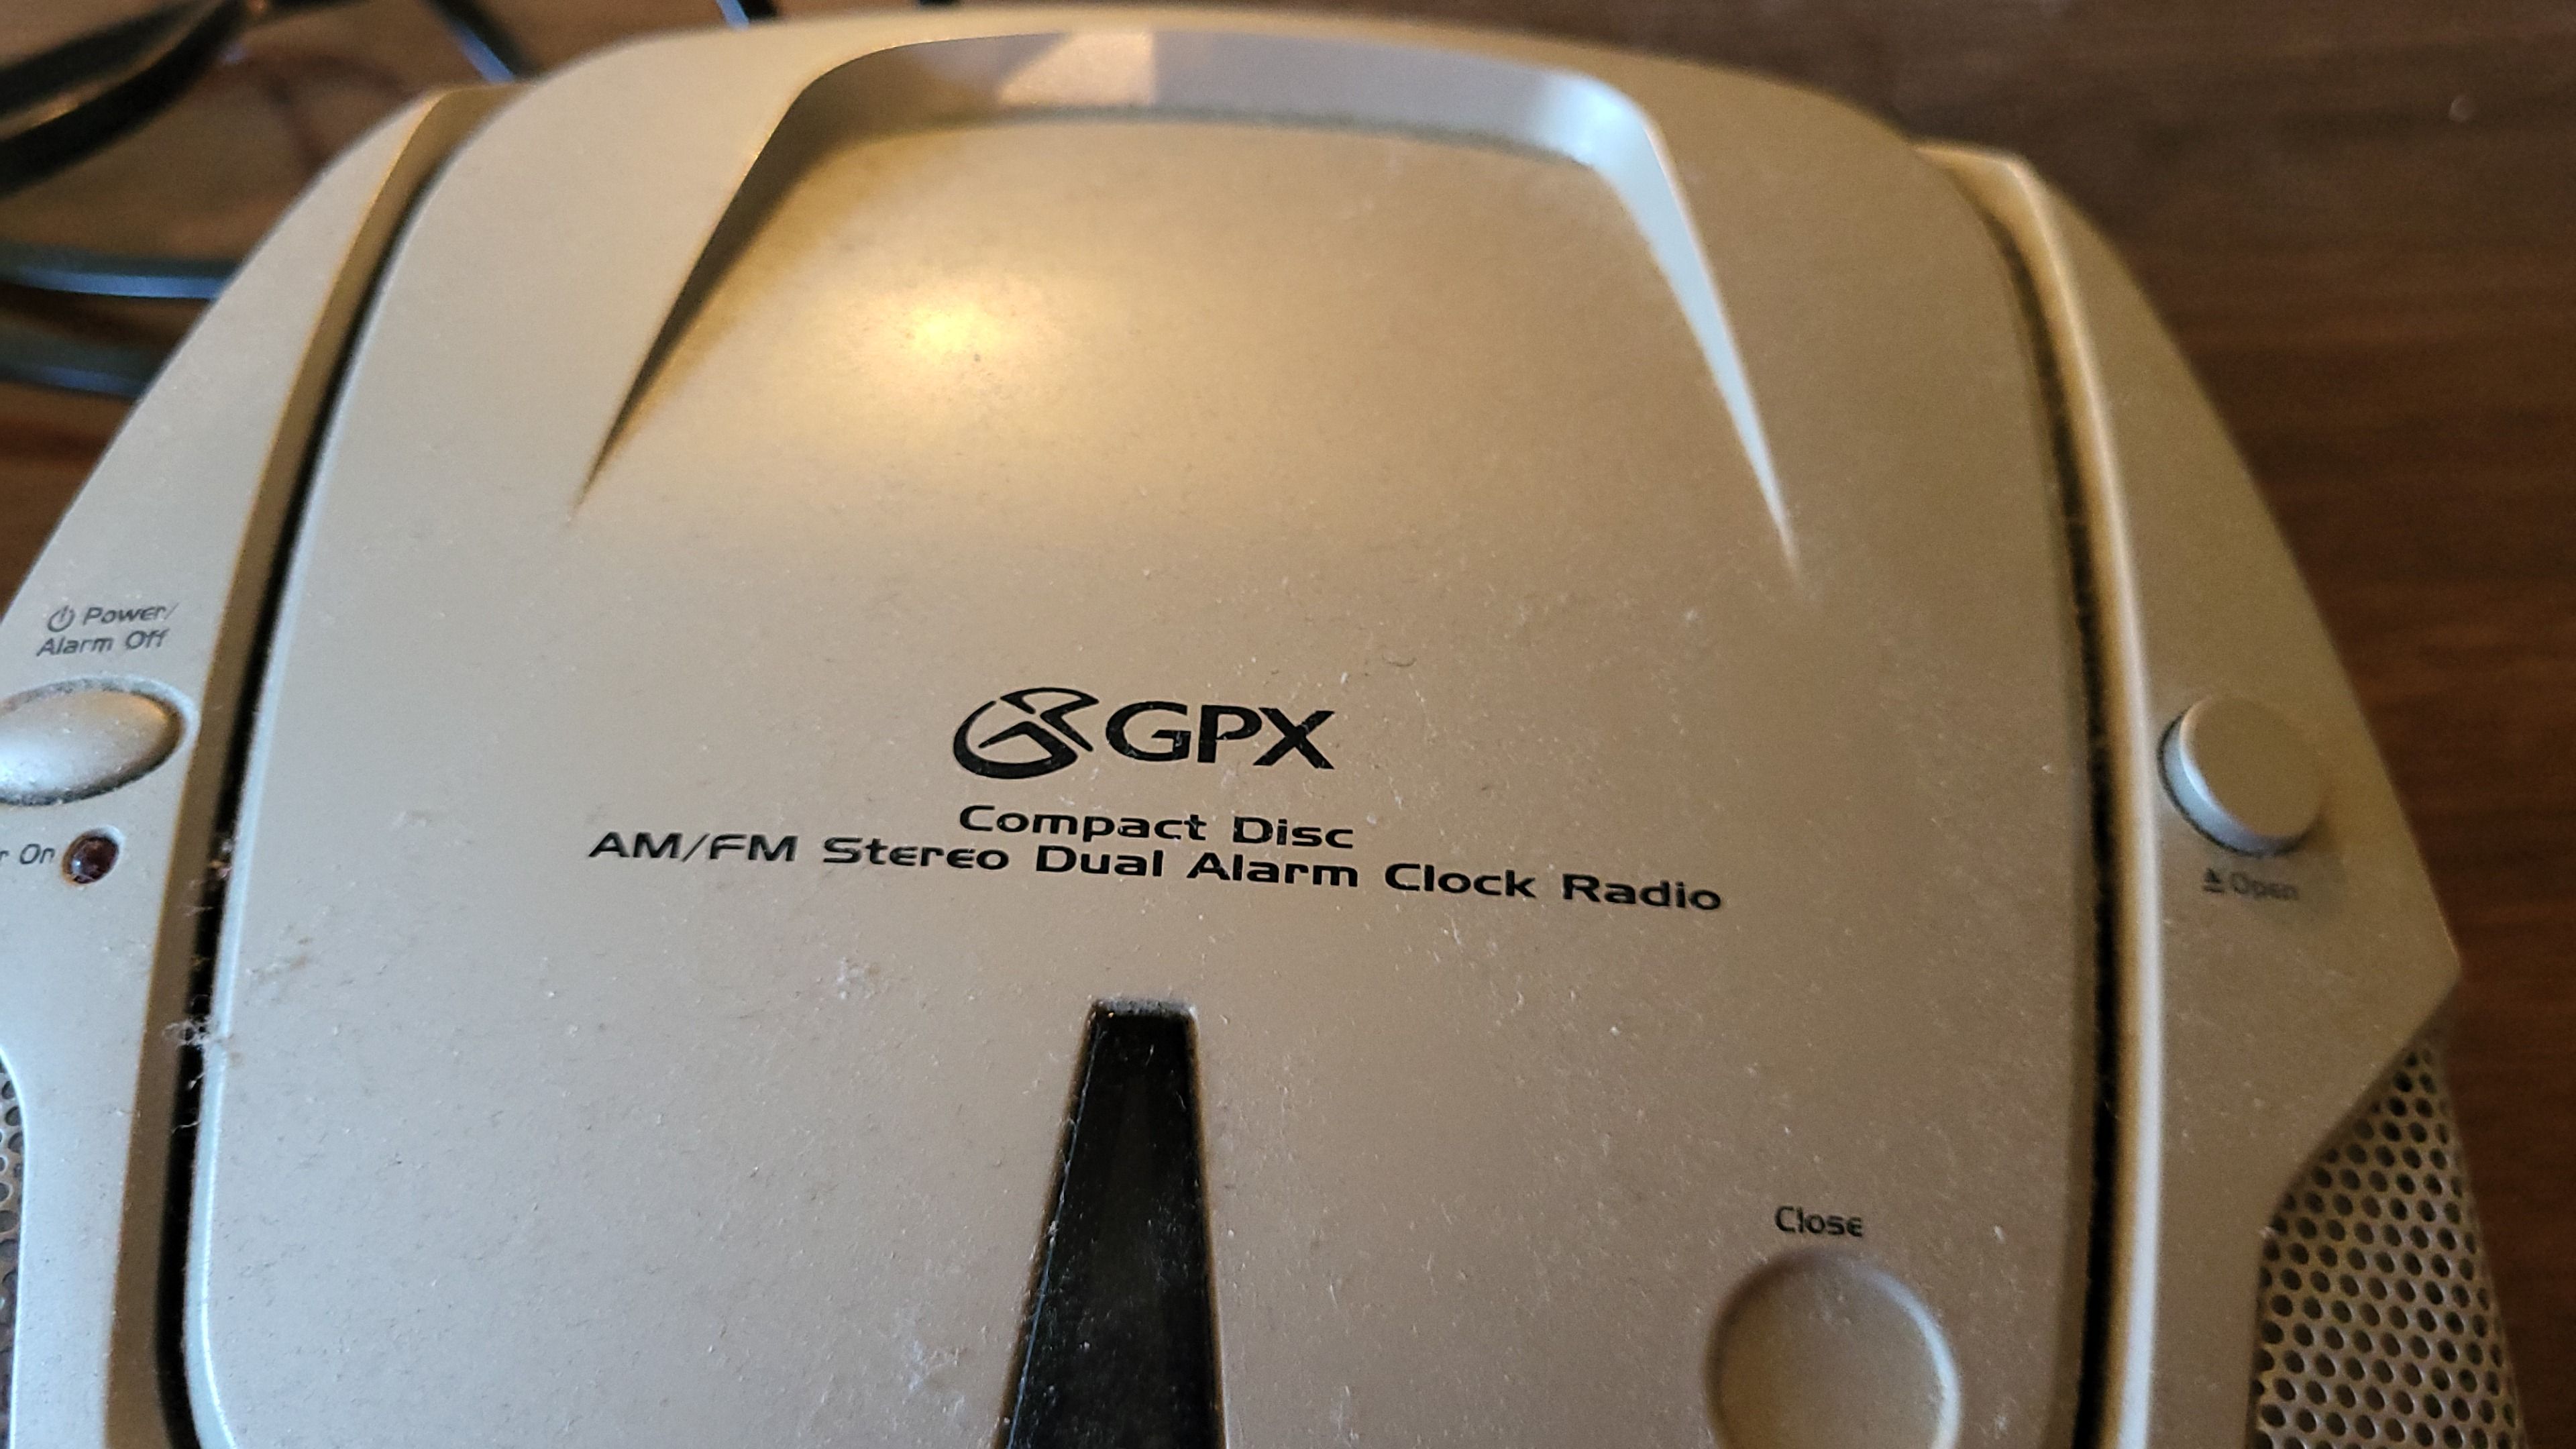 Power/
Alarm Off
GPX
Compact Disc
AM/FM Stereo Dual Alarm Clock Radio
On
Open
Close